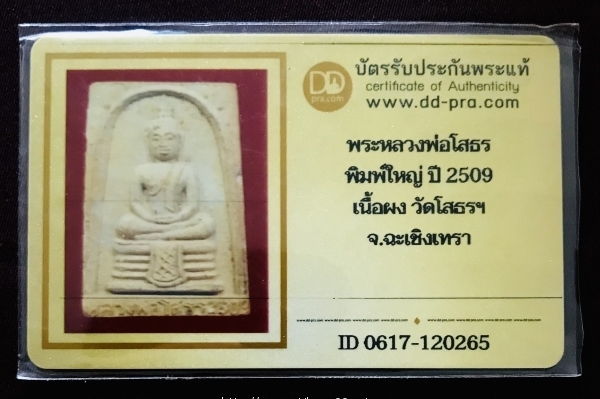 DD
pra.com
บัตรรับประกันพระแท้
certificate of Authenticity
www.dd-pra.com
พระหลวงพ่อโสธร
พิมพ์ใหญ่ ปี 2509
เนื้อผง วัดโสธรฯ
จ.ฉะเชิงเทรา
ID 0617-120265